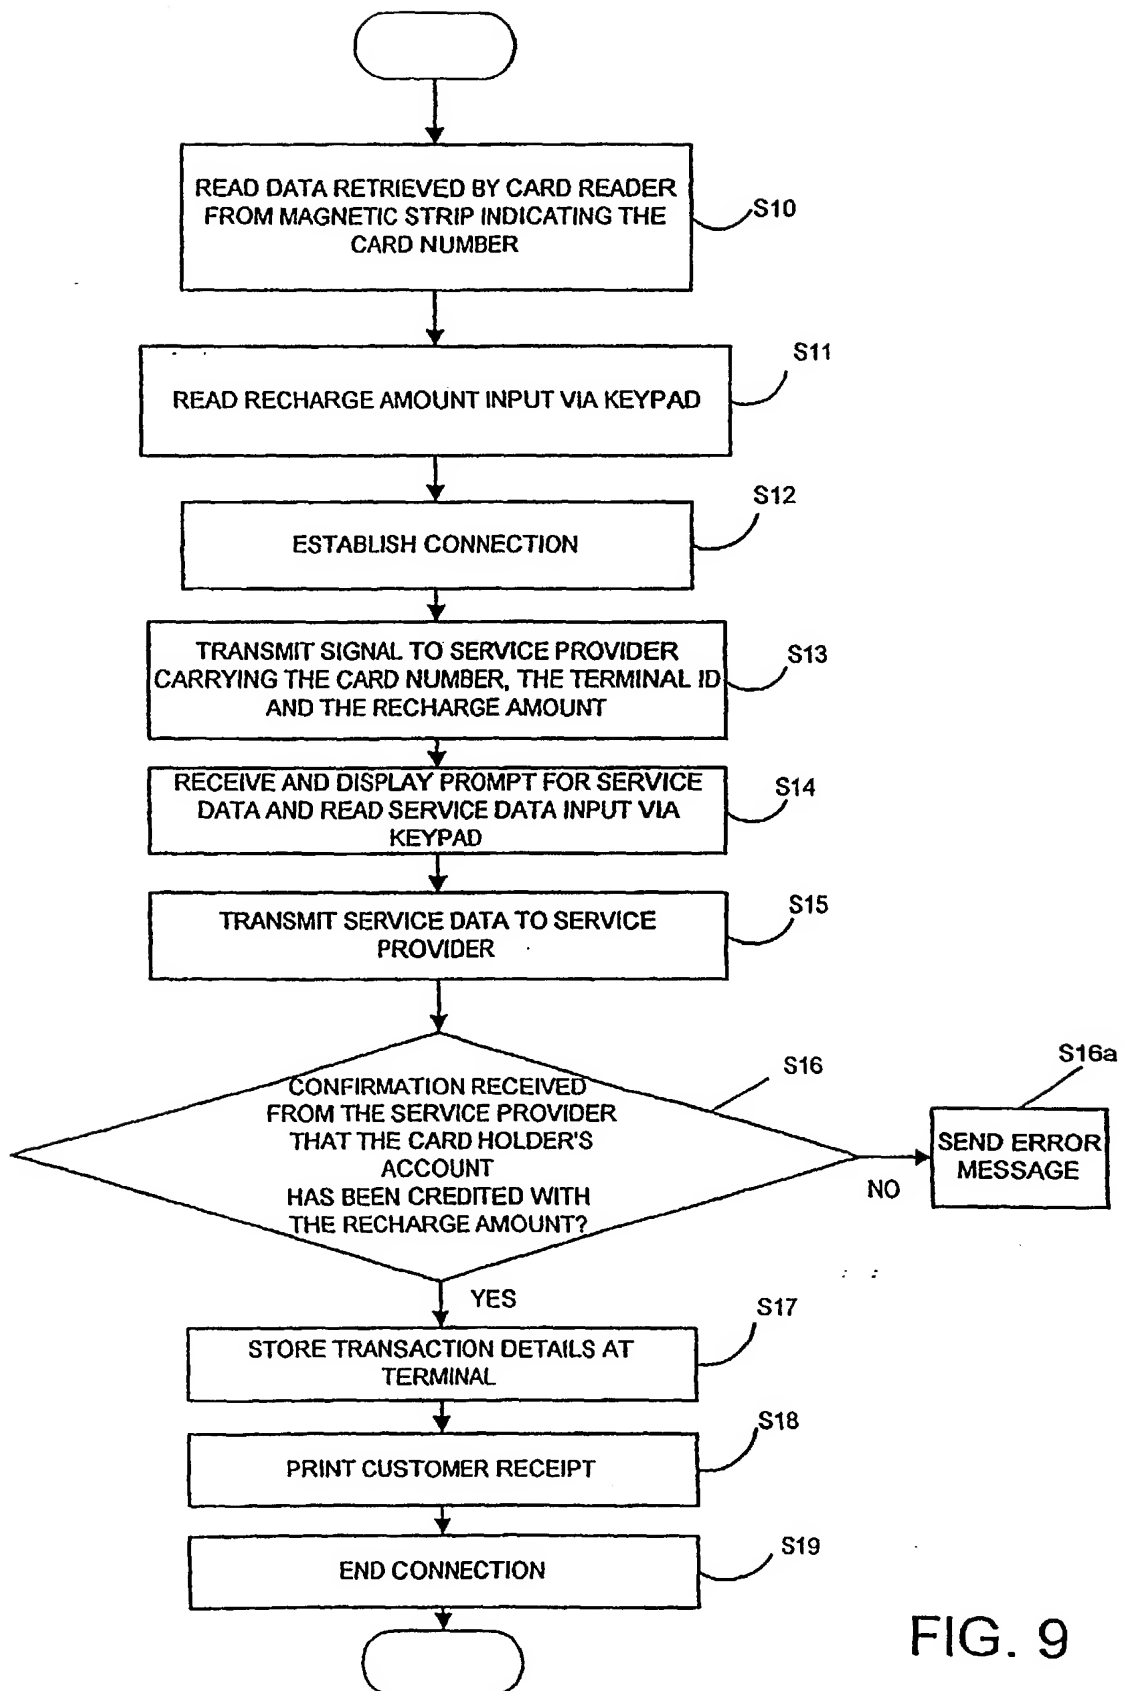 READ DATA RETRIEVED BY CARD READER
FROM MAGNETIC STRIP INDICATING THE
CARD NUMBER
S10
READ RECHARGE AMOUNT INPUT VIA KEYPAD
S11
ESTABLISH CONNECTION
S12
TRANSMIT SIGNAL TO SERVICE PROVIDER
CARRYING THE CARD NUMBER, THE TERMINAL ID
AND THE RECHARGE AMOUNT
S13
RECEIVE AND DISPLAY PROMPT FOR SERVICE
DATA AND READ SERVICE DATA INPUT VIA
KEYPAD
S14
TRANSMIT SERVICE DATA TO SERVICE
PROVIDER
S15
CONFIRMATION RECEIVED
FROM THE SERVICE PROVIDER
THAT THE CARD HOLDER'S
ACCOUNT
HAS BEEN CREDITED WITH
THE RECHARGE AMOUNT?
S16
NO
S16a
SEND ERROR
MESSAGE
YES
STORE TRANSACTION DETAILS AT
TERMINAL
S17
PRINT CUSTOMER RECEIPT
S18
END CONNECTION
S19
FIG. 9